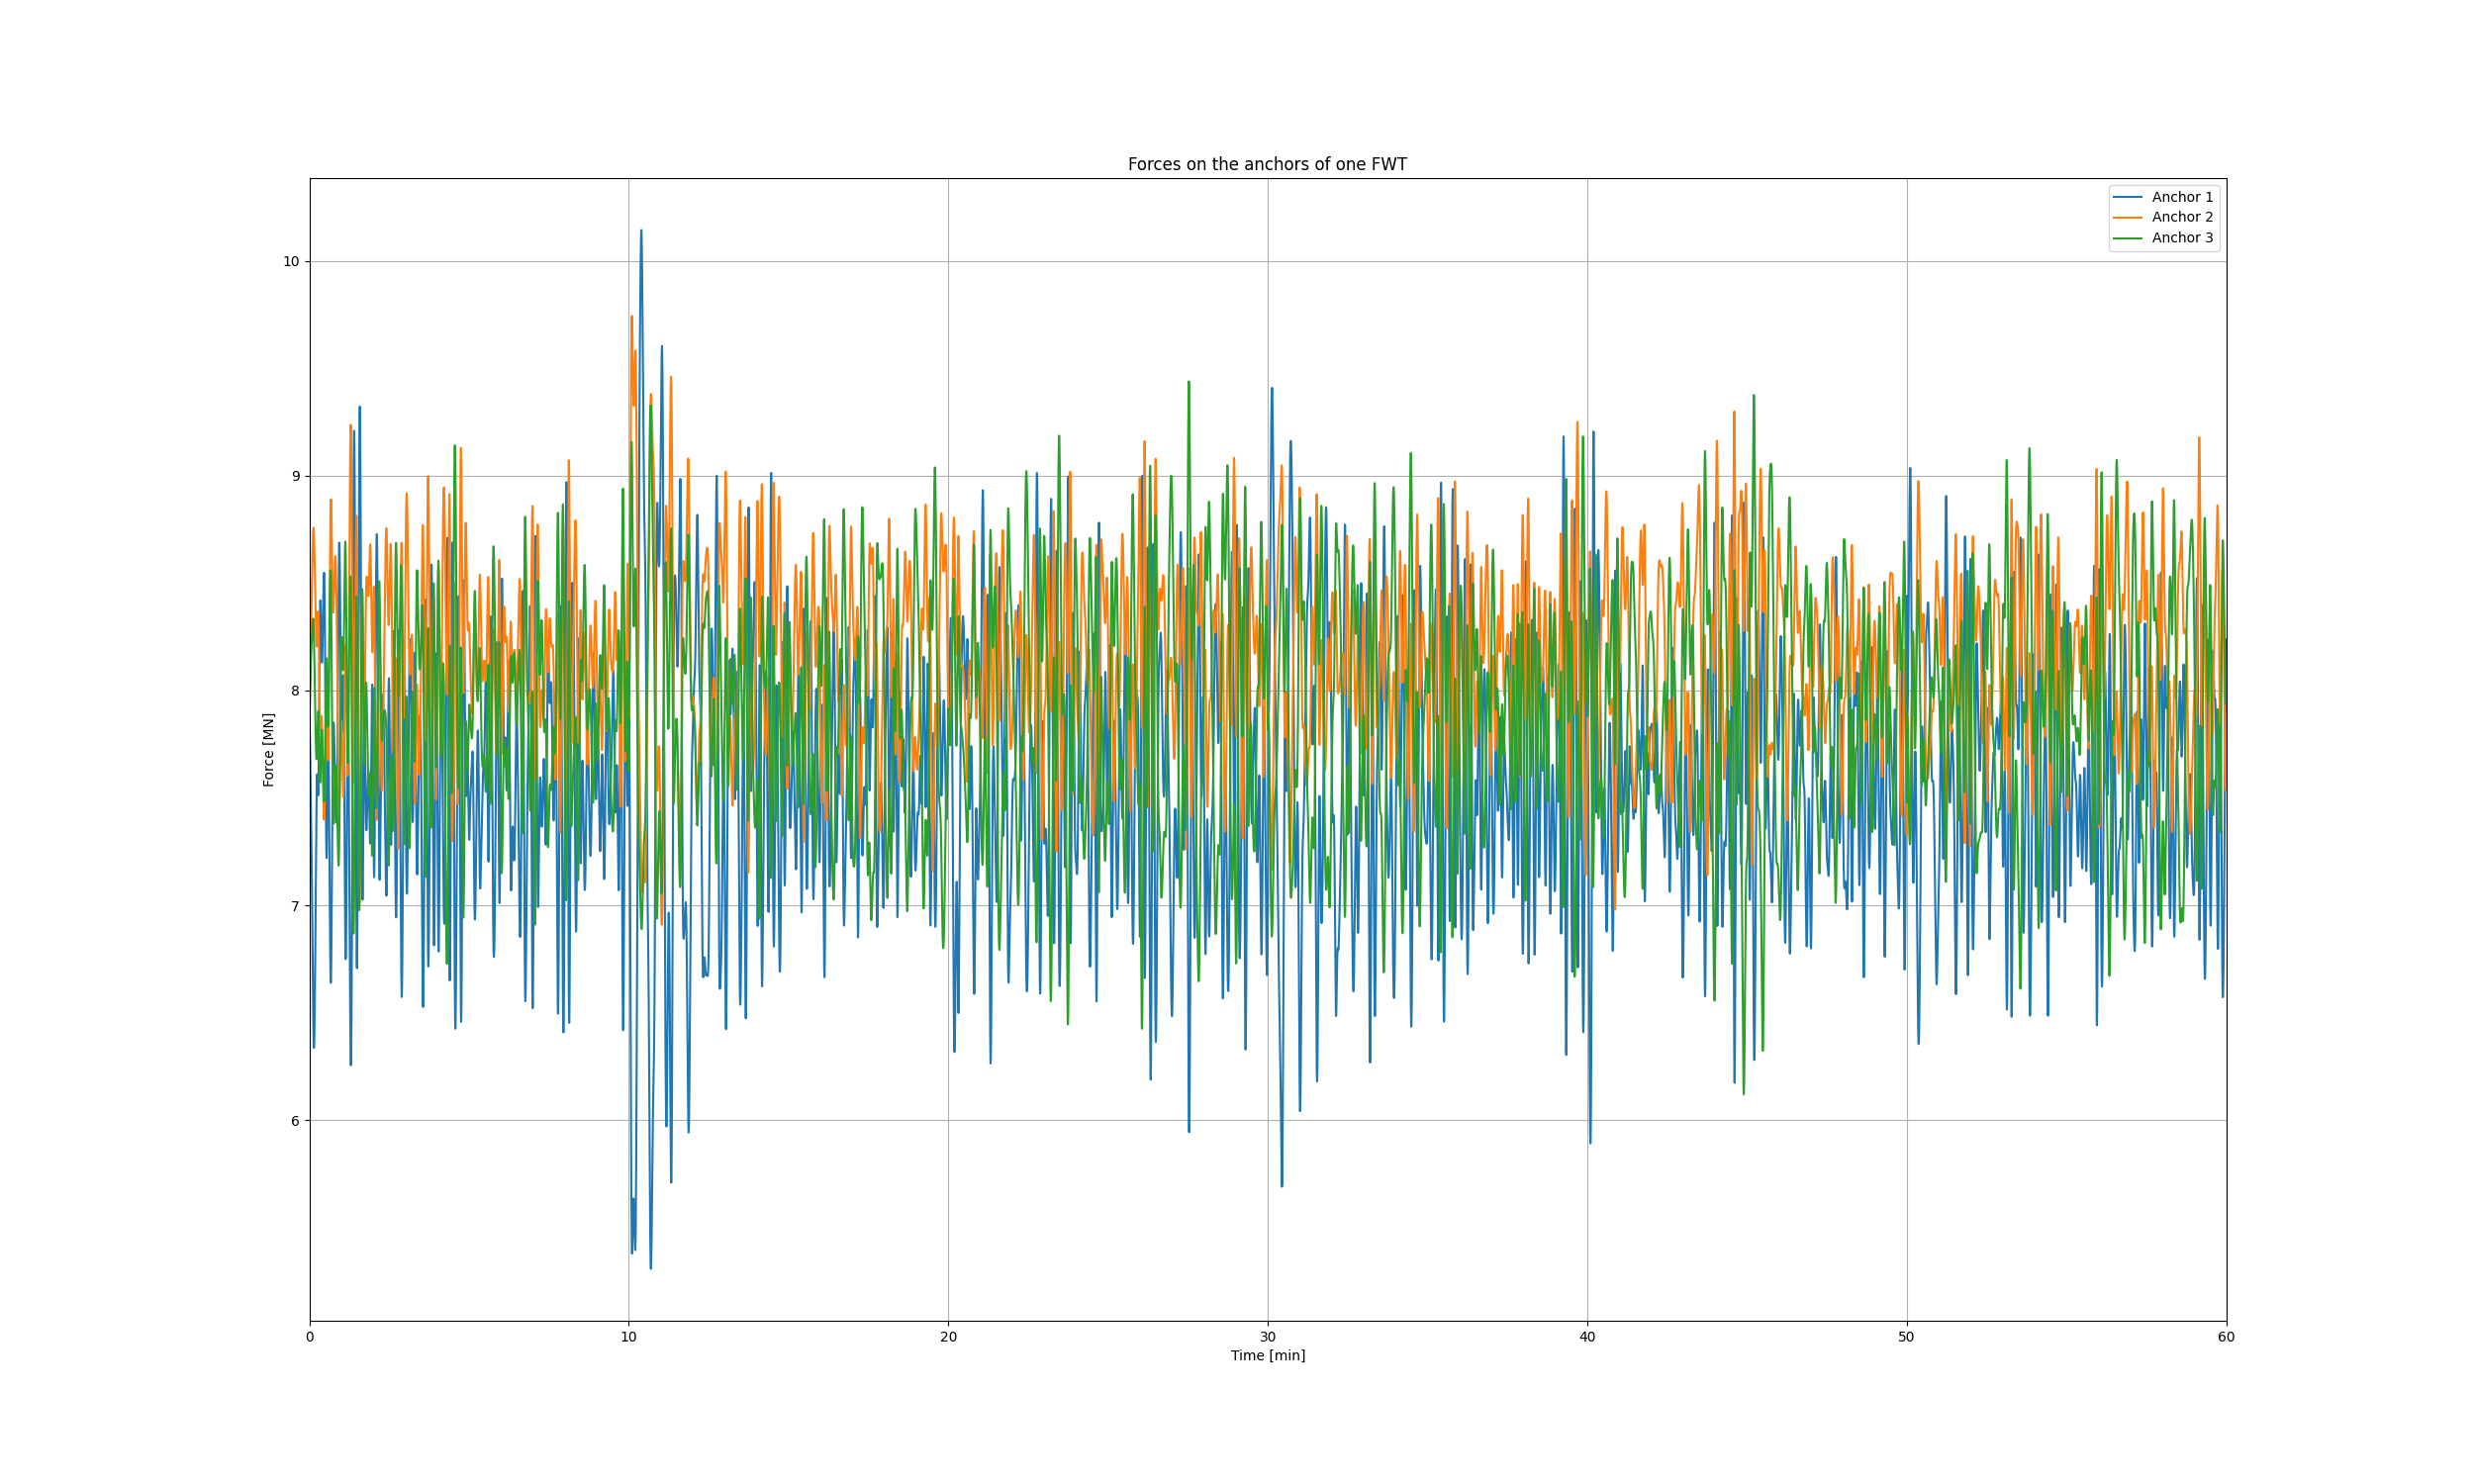 Forces on the anchors of one FWT
Anchor 1
Anchor 2
Anchor 3
Force [MN]
10
9
8
7
6
0 10 20 30 40 50 60
Time [min]